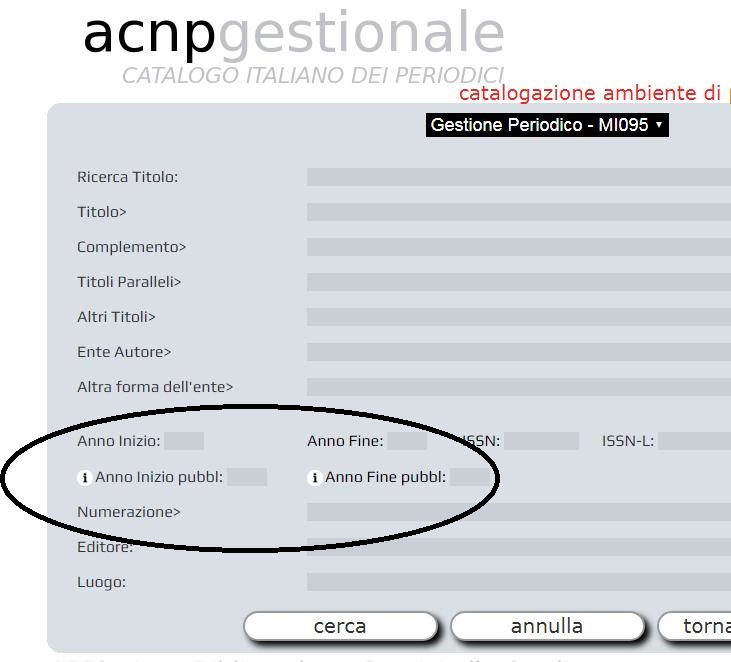 acnpgestionale
CATALOGO ITALIANO DEI PERIODICI
catalogazione ambiente di
Gestione Periodico - MI095
Ricerca Titolo:
Titolo>
Complemento>
Titoli Paralleli>
Altri Titoli>
Ente Autore>
Altra forma dell'ente>
Anno Inizio: Anno Fine: ISSN: ISSN-L:
i Anno Inizio pubbl: i Anno Fine pubbl:
Numerazione>
Editore:
Luogo:
cerca annulla torna